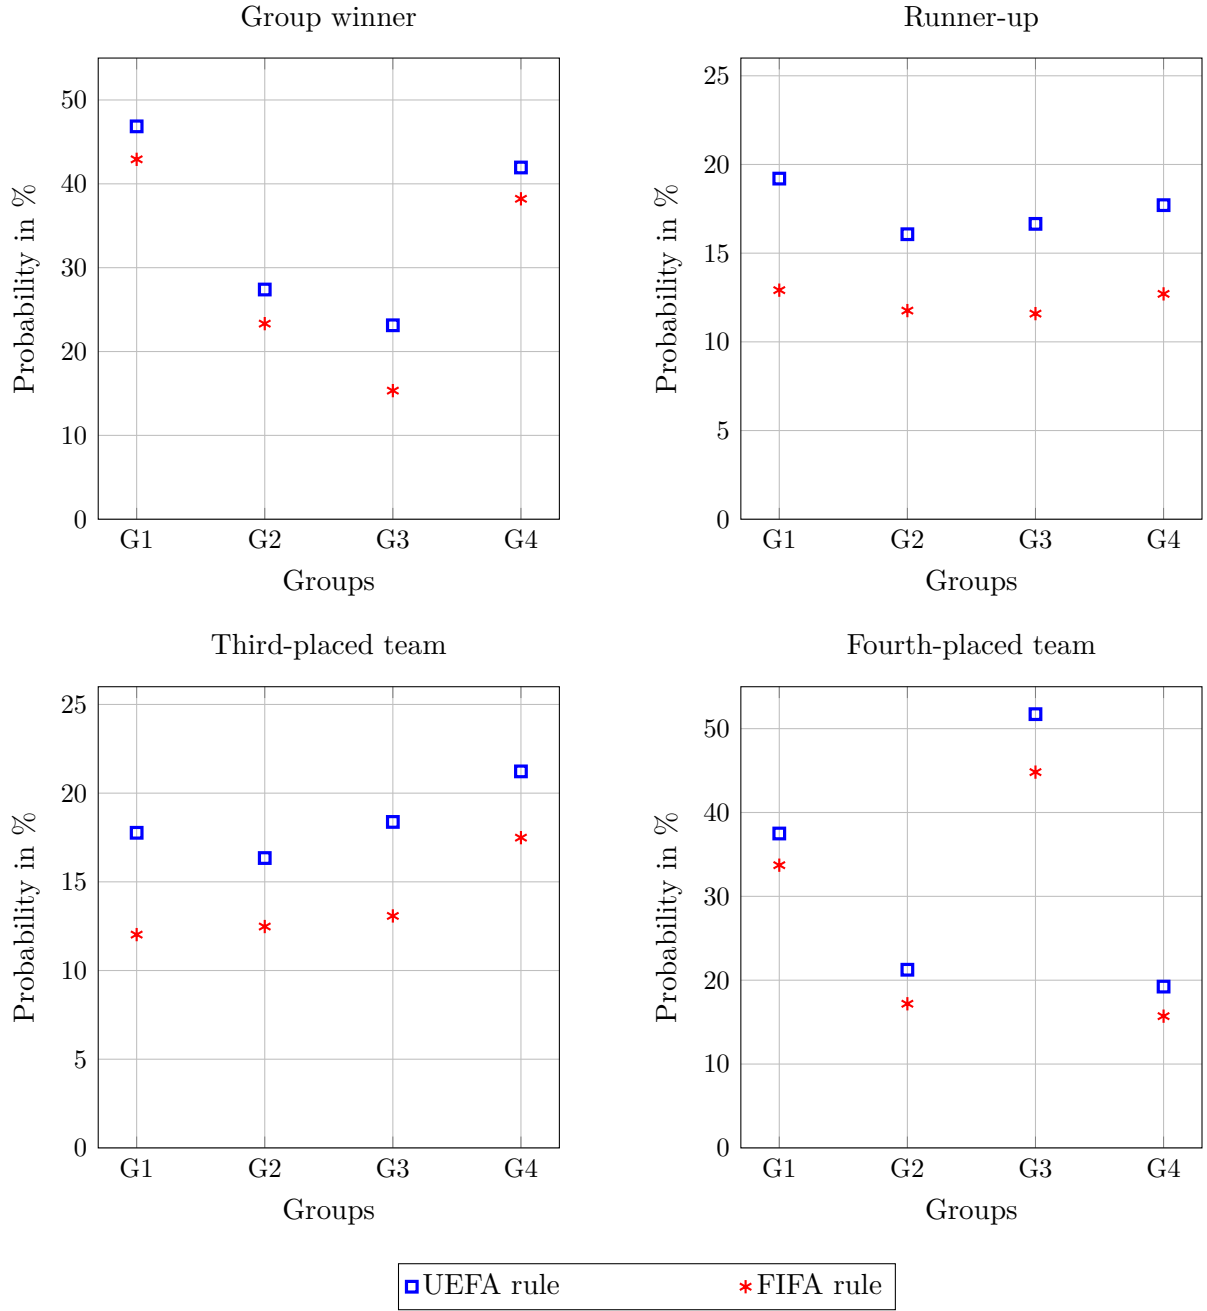 Group winner
Probability in %
50
40
30
20
10
0
G1 G2 G3 G4
Groups
Runner-up
Probability in %
25
20
15
10
5
0
G1 G2 G3 G4
Groups
Third-placed team
Probability in %
25
20
15
10
5
0
G1 G2 G3 G4
Groups
Fourth-placed team
Probability in %
50
40
30
20
10
0
G1 G2 G3 G4
Groups
UEFA rule FIFA rule